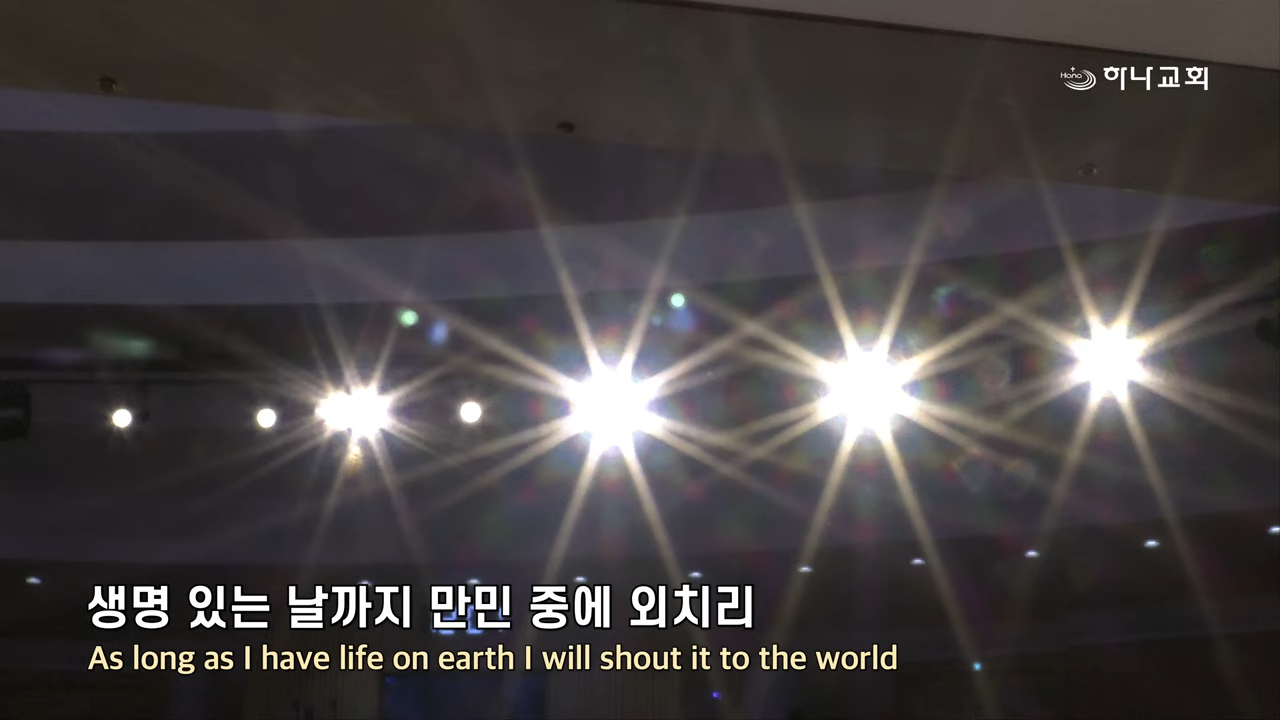 Hana 하나교회
생명 있는 날까지 만민 중에 외치리
As long as I have life on earth I will shout it to the world